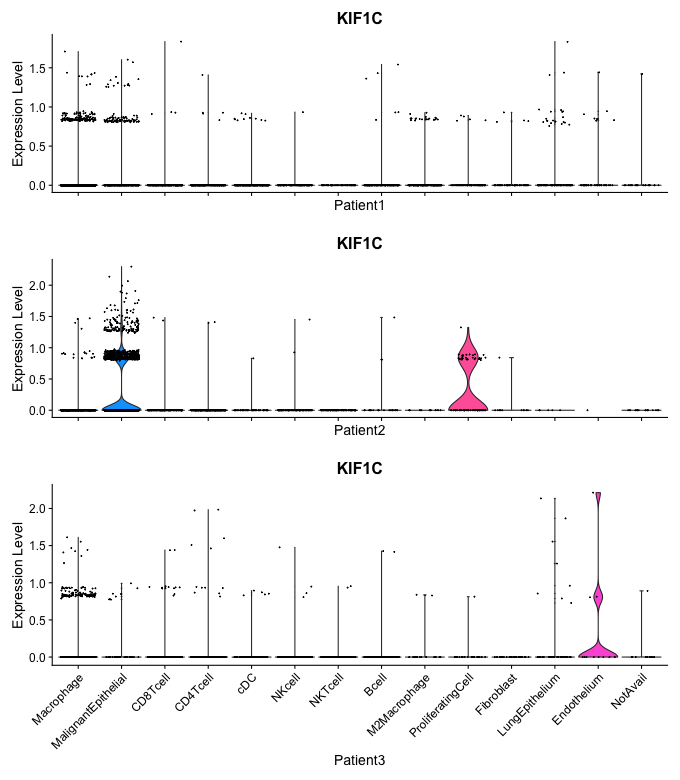 KIF1C
Expression Level
1.5
1.0
0.5
0.0
Patient1
KIF1C
Expression Level
2.0
1.5
1.0
0.5
0.0
Patient2
KIF1C
Expression Level
2.0
1.5
1.0
0.5
0.0
Macrophage
MalignantEpithelial
CD8Tcell
CD4Tcell
cDC
NKcell
NKTcell
Bcell
M2Macrophage
ProliferatingCell
Fibroblast
LungEpithelium
Endothelium
NotAvail
Patient3